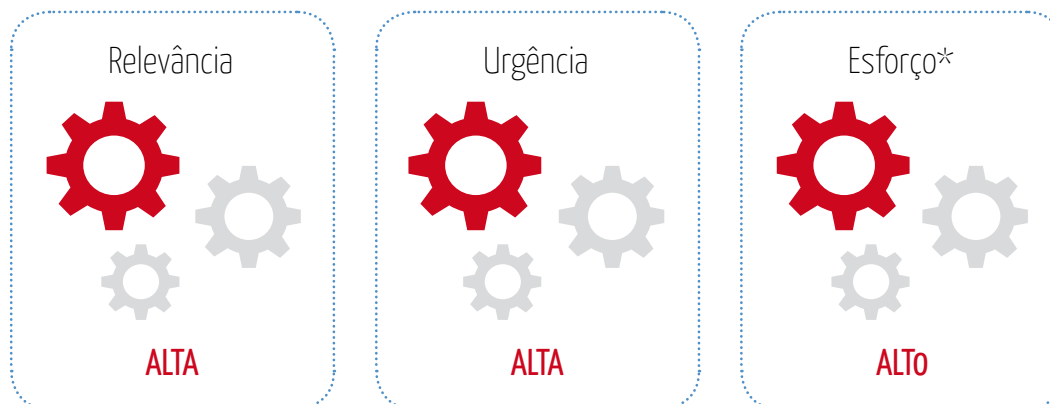 Relevância
Urgência
Esforço*
ALTA
ALTA
ALTo